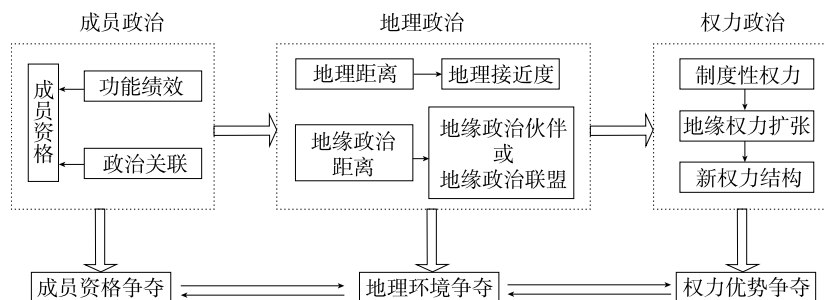 成员政治
地理政治
权力政治
成员资格
功能绩效
政治关联
地理距离
地理接近度
地缘政治
距离
地缘政治伙伴
或
地缘政治联盟
制度性权力
地缘权力扩张
新权力结构
成员资格争夺
地理环境争夺
权力优势争夺